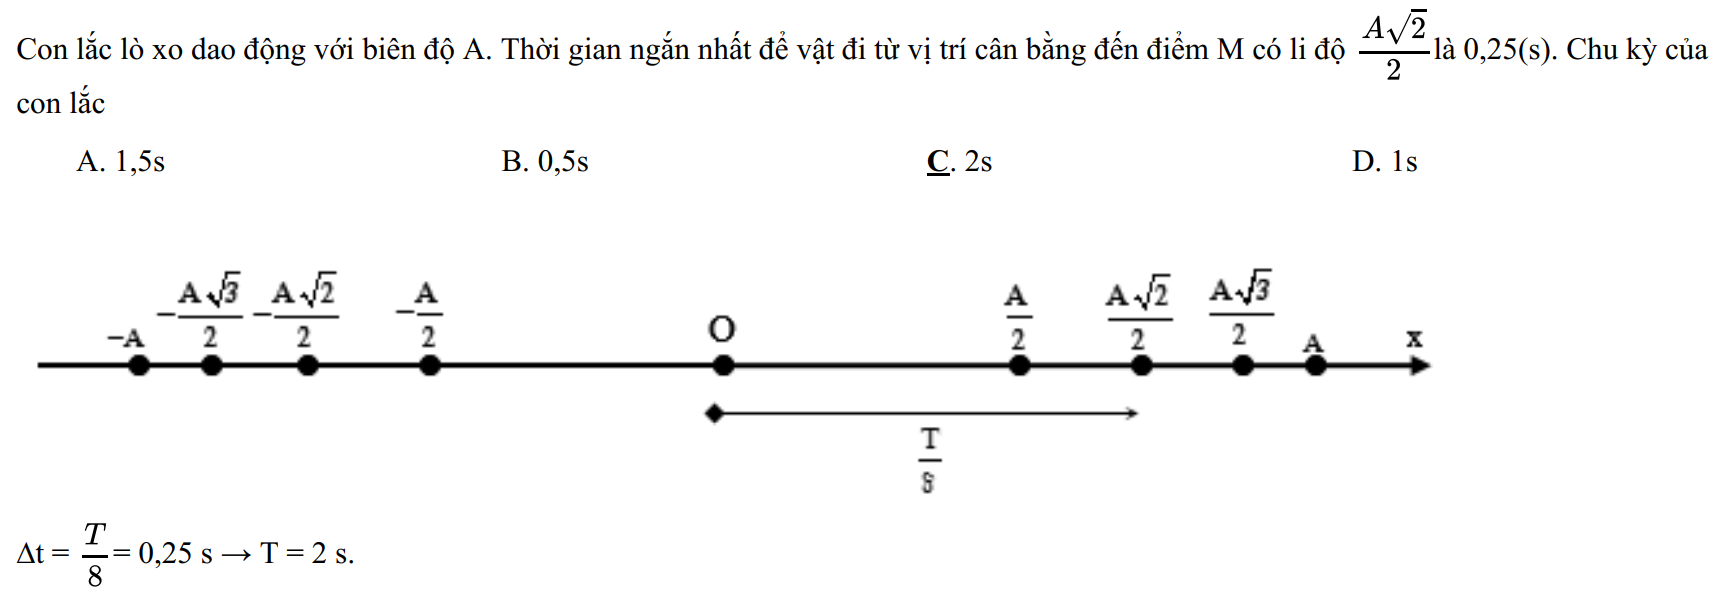 Con lắc lò xo dao động với biên độ A. Thời gian ngắn nhất để vật đi từ vị trí cân bằng đến điểm M có li độ \frac{A\sqrt{2}}{2} là 0,25(s). Chu kỳ của
con lắc
A. 1,5s B. 0,5s C. 2s D. 1s
-A -\frac{A\sqrt{3}}{2} -\frac{A\sqrt{2}}{2} -\frac{A}{2} O \frac{A}{2} \frac{A\sqrt{2}}{2} \frac{A\sqrt{3}}{2} A x
\frac{T}{8}
Δt = \frac{T}{8} = 0,25 s → T = 2 s.